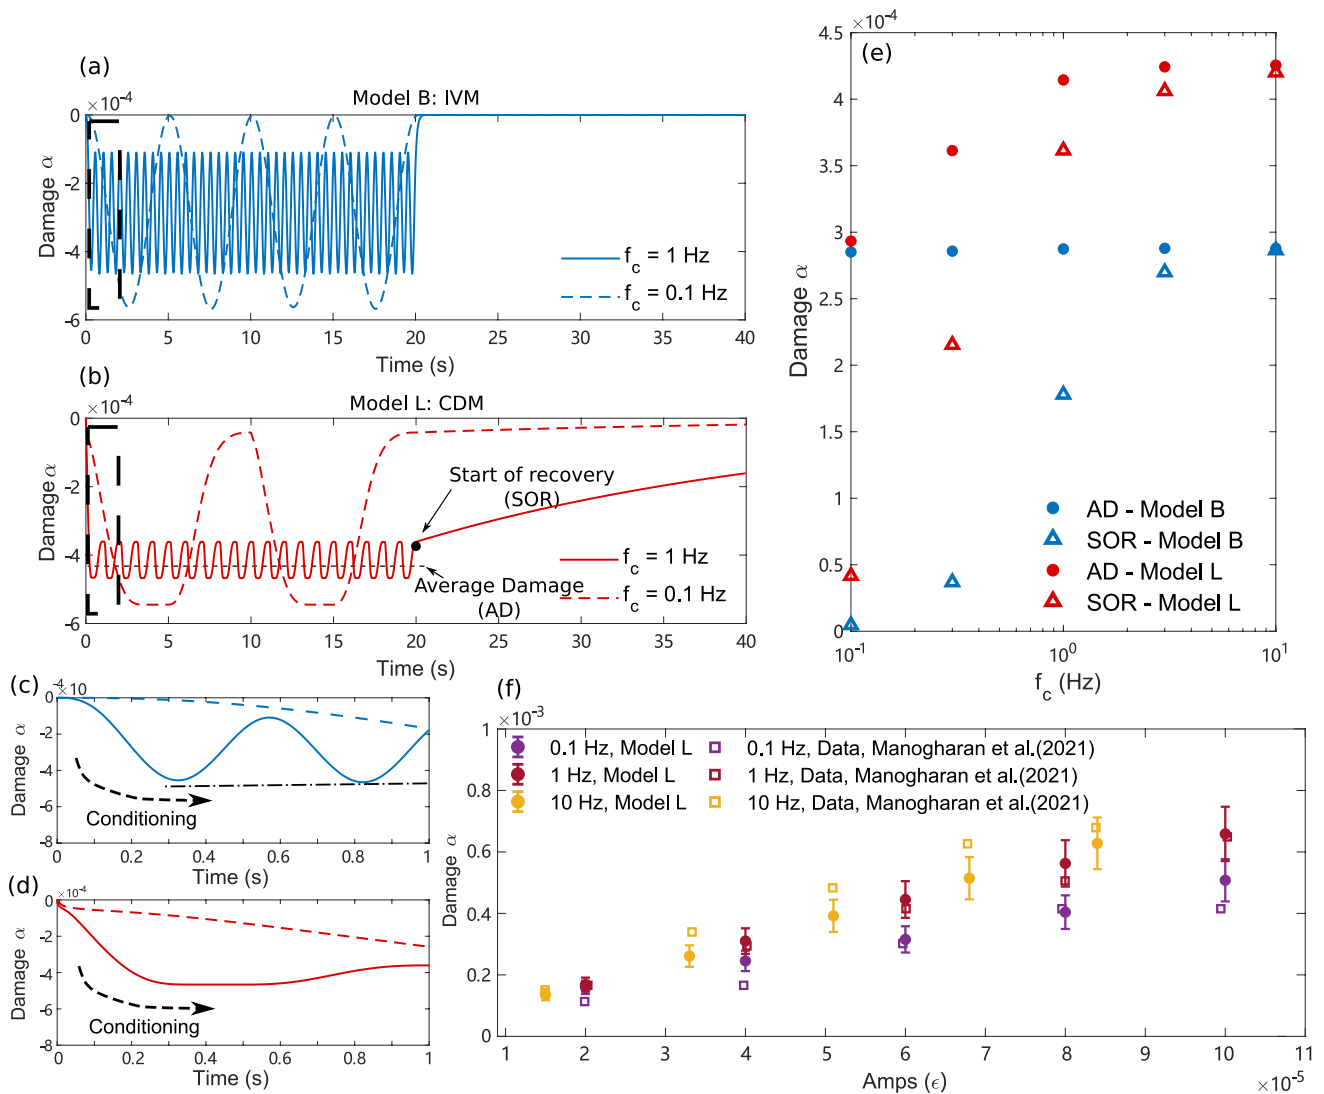 (a)
×10⁻⁴
Model B: IVM
0
-2
-4
-6
Damage α
f_c = 1 Hz
f_c = 0.1 Hz
0 5 10 15 20 25 30 35 40
Time (s)
(b)
×10⁻⁴
Model L: CDM
0
-2
-4
-6
Damage α
Start of recovery
(SOR)
Average Damage
(AD)
f_c = 1 Hz
f_c = 0.1 Hz
0 5 10 15 20 25 30 35 40
Time (s)
(c)
-4
×10
0
-2
-4
-6
-8
Damage α
Conditioning
0 0.2 0.4 0.6 0.8 1
Time (s)
(d)
×10⁻⁴
0
-2
-4
-6
-8
Damage α
Conditioning
0 0.2 0.4 0.6 0.8 1
Time (s)
×10⁻⁴
(e)
4.5
4
3.5
3
2.5
2
1.5
1
0.5
0
Damage α
AD - Model B
SOR - Model B
AD - Model L
SOR - Model L
10⁻¹ 10⁰ 10¹
f_c (Hz)
(f)
×10⁻³
1
0.8
0.6
0.4
0.2
0
Damage α
0.1 Hz, Model L 0.1 Hz, Data, Manogharan et al.(2021)
1 Hz, Model L 1 Hz, Data, Manogharan et al.(2021)
10 Hz, Model L 10 Hz, Data, Manogharan et al.(2021)
1 2 3 4 5 6 7 8 9 10 11
Amps (ϵ)
×10⁻⁵